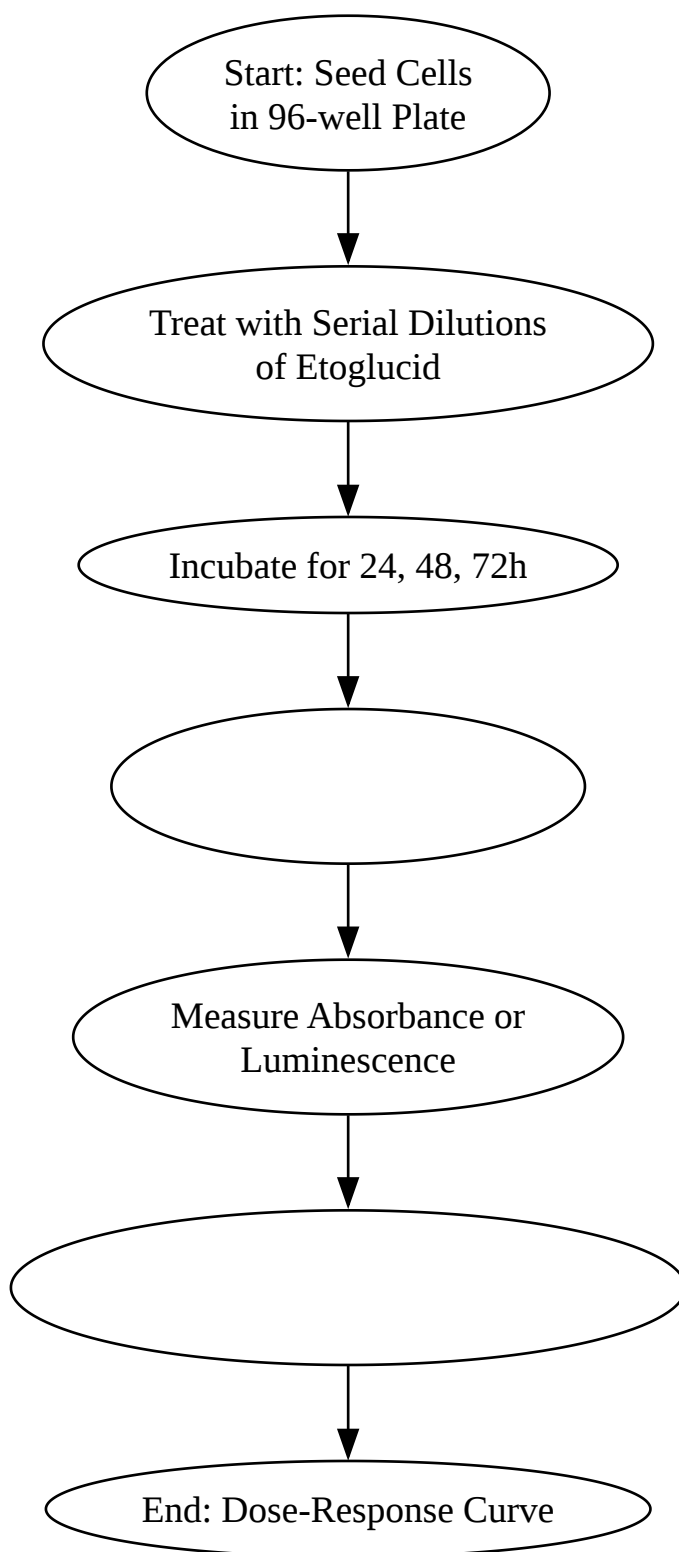 Start: Seed Cells
in 96-well Plate
Treat with Serial Dilutions
of Etoglucid
Incubate for 24, 48, 72h
Measure Absorbance or
Luminescence
End: Dose-Response Curve